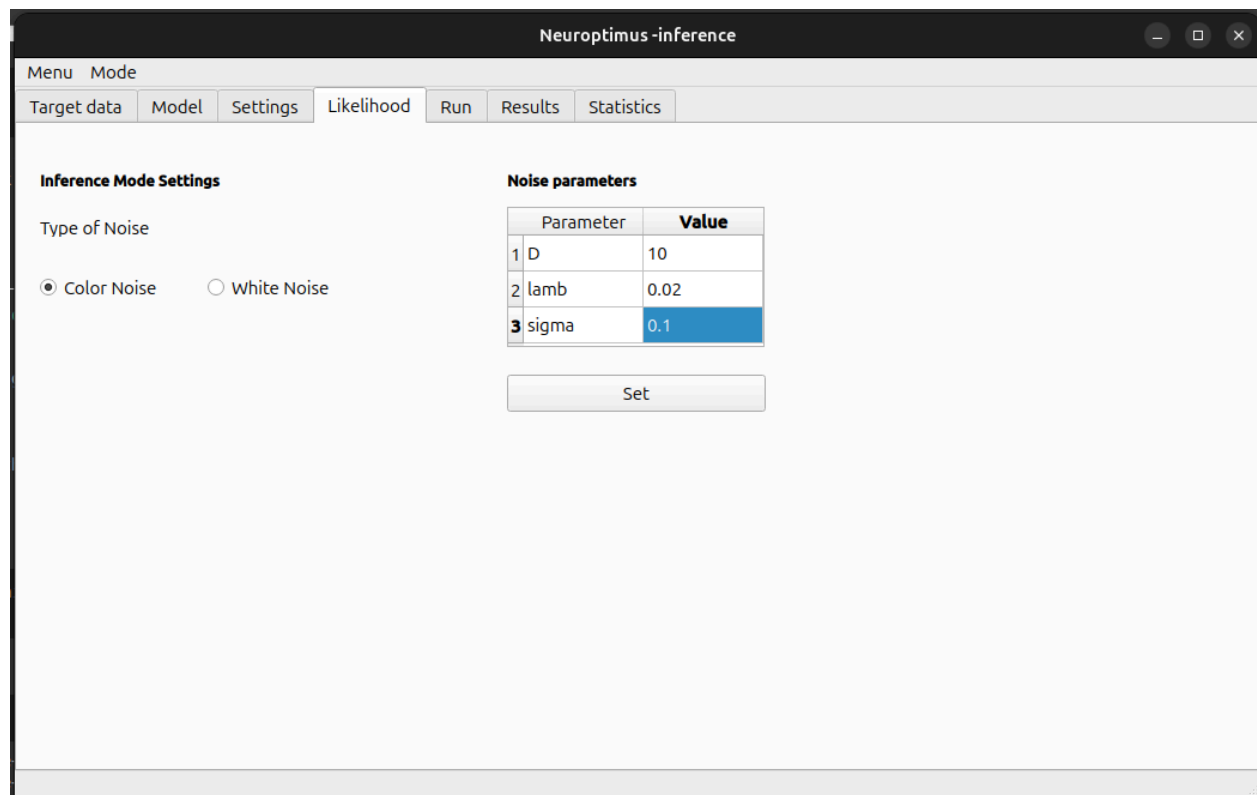 Neuroptimus -inference
Menu Mode
Target data Model Settings Likelihood Run Results Statistics
Inference Mode Settings
Type of Noise
Color Noise White Noise
Noise parameters
Parameter Value
1 D 10
2 lamb 0.02
3 sigma 0.1
Set